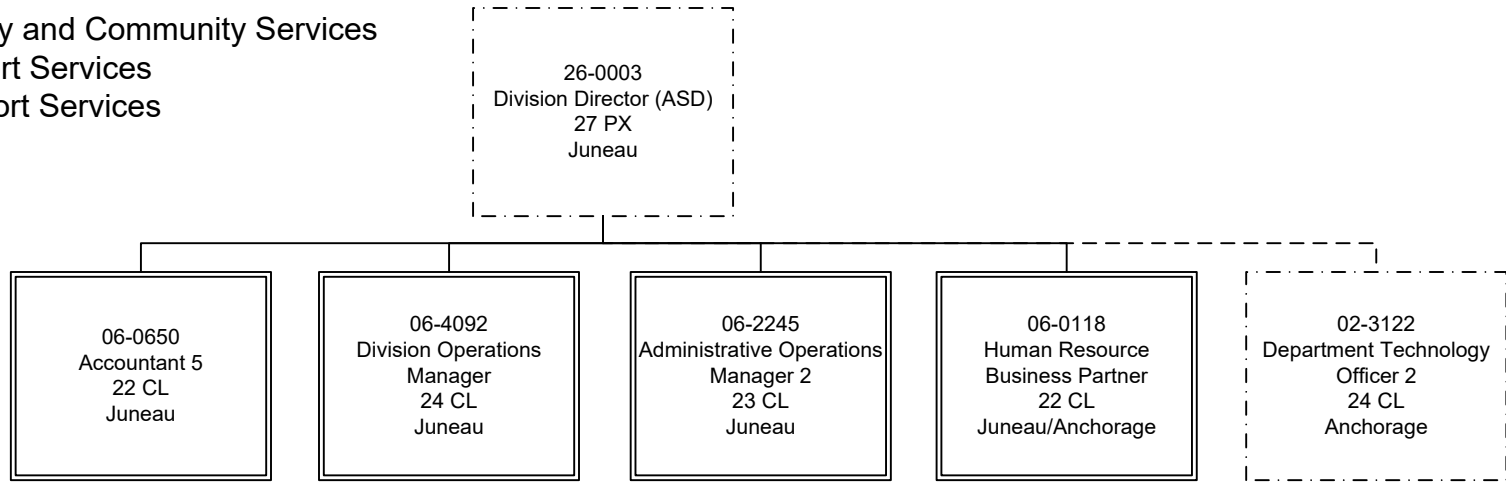 and Community Services
Services
Services
26-0003
Division Director (ASD)
27 PX
Juneau
06-0650
Accountant 5
22 CL
Juneau
06-4092
Division Operations
Manager
24 CL
Juneau
06-2245
Administrative Operations
Manager 2
23 CL
Juneau
06-0118
Human Resource
Business Partner
22 CL
Juneau/Anchorage
02-3122
Department Technology
Officer 2
24 CL
Anchorage